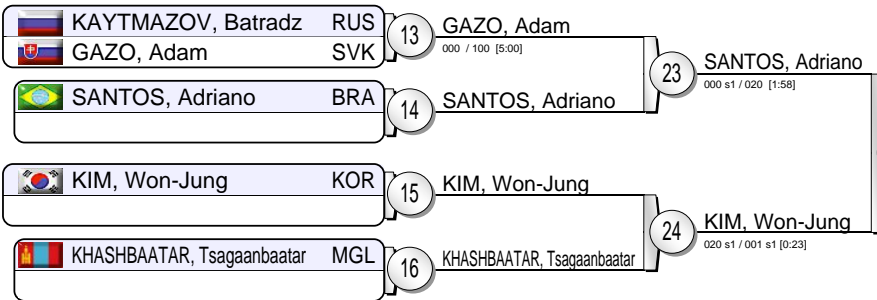 KAYTMAZOV, Batradz RUS
GAZO, Adam SVK
13
GAZO, Adam
000 / 100 [5:00]
SANTOS, Adriano BRA
14
SANTOS, Adriano
23
SANTOS, Adriano
000 s1 / 020 [1:58]
KIM, Won-Jung KOR
15
KIM, Won-Jung
KHASHBAATAR, Tsagaanbaatar MGL
16
KHASHBAATAR, Tsagaanbaatar
24
KIM, Won-Jung
020 s1 / 001 s1 [0:23]